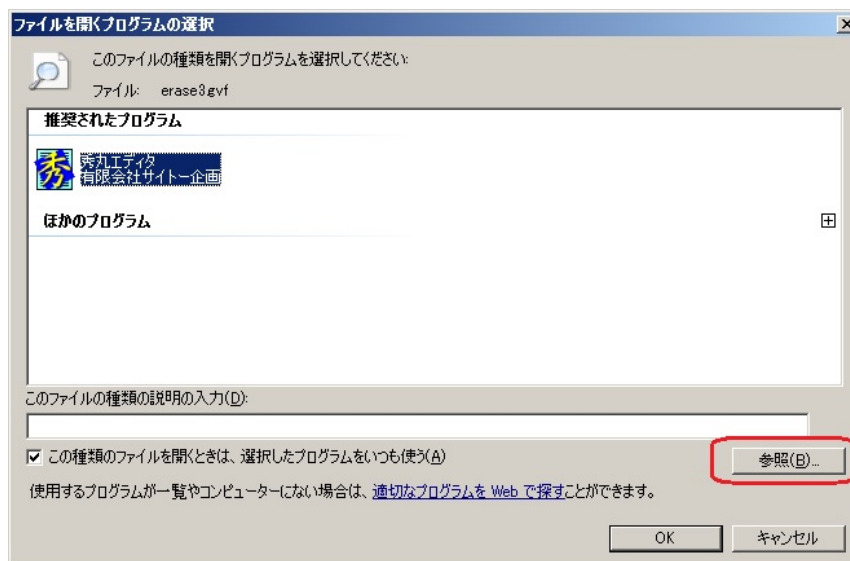 ファイルを開くプログラムの選択
このファイルの種類を開くプログラムを選択してください:
ファイル: erase3.gvf
推奨されたプログラム
秀
秀丸エディタ
有限会社サイトー企画
ほかのプログラム
このファイルの種類の説明の入力(D):
この種類のファイルを開くときは、選択したプログラムをいつも使う(A)
参照(B)...
使用するプログラムが一覧やコンピューターにない場合は、適切なプログラムを Web で探すことができます。
OK
キャンセル